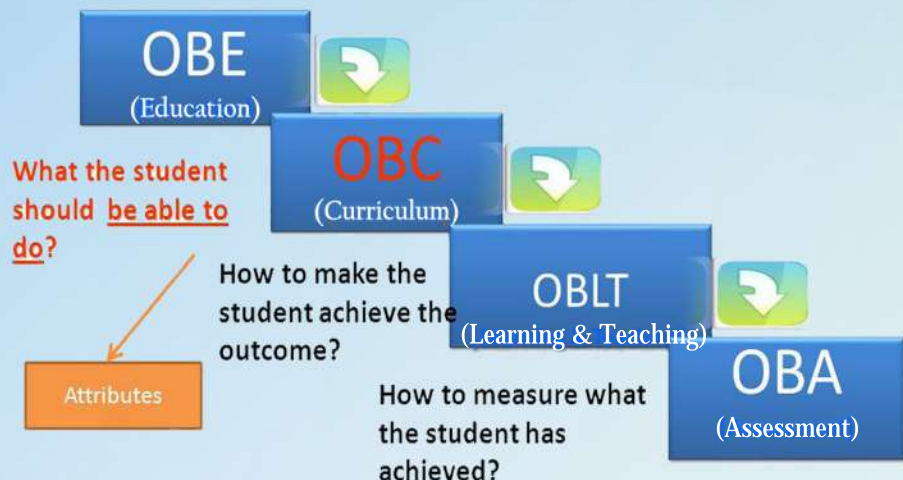 OBE
(Education)
OBC
(Curriculum)
What the student
should be able to
do?
OBLT
(Learning & Teaching)
How to make the
student achieve the
outcome?
Attributes
OBA
(Assessment)
How to measure what
the student has
achieved?